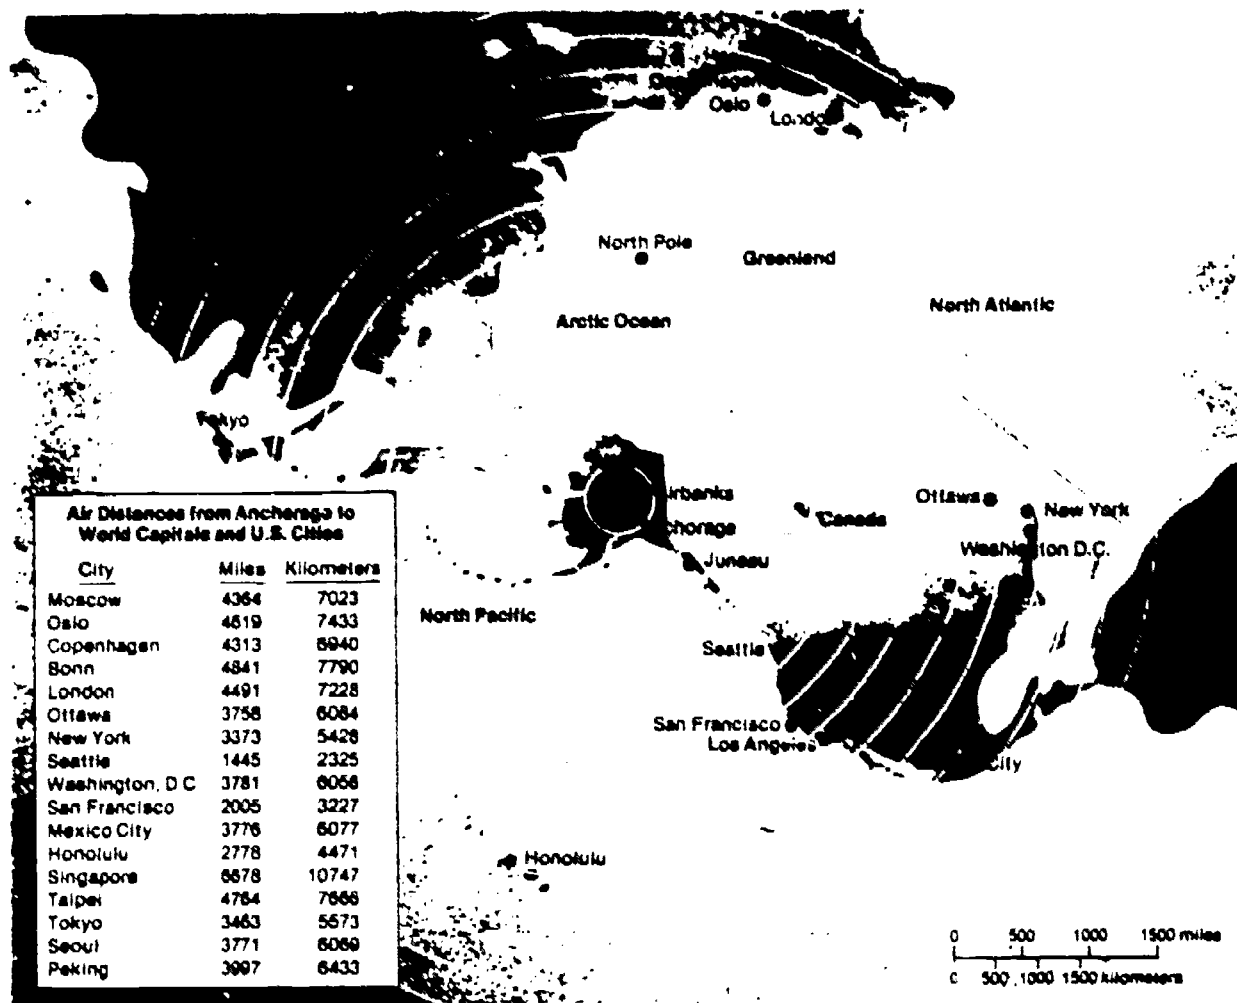 Oslo
London
North Pole
Greenland
North Atlantic
Arctic Ocean
Tokyo
Ottawa
New York
Canada
Washington D.C.
Juneau
North Pacific
Seattle
San Francisco
Los Angeles
City
Honolulu
Air Distances from Anchorage to
World Capitals and U.S. Cities
City Miles Kilometers
Moscow 4364 7023
Oslo 4619 7433
Copenhagen 4313 6940
Bonn 4841 7790
London 4491 7228
Ottawa 3758 6084
New York 3373 5428
Seattle 1445 2325
Washington, D C 3781 6056
San Francisco 2005 3227
Mexico City 3776 6077
Honolulu 2778 4471
Singapore 6678 10747
Taipei 4764 7666
Tokyo 3463 5573
Seoul 3771 6069
Peking 3997 6433
0 500 1000 1500 miles
500 1000 1500 kilometers